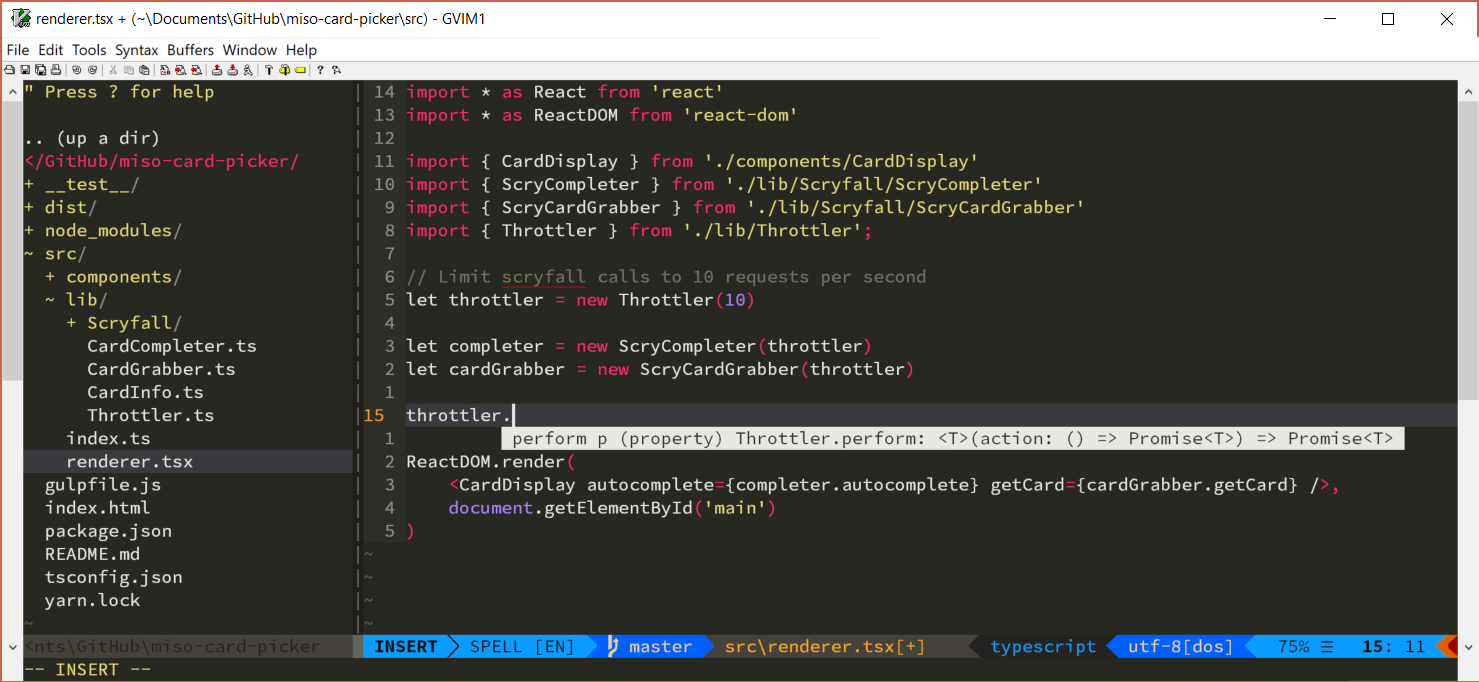 renderer.tsx + (~\Documents\GitHub\miso-card-picker\src) - GVIM1
File Edit Tools Syntax Buffers Window Help
" Press ? for help
.. (up a dir)
</GitHub/miso-card-picker/
+ __test__/
+ dist/
+ node_modules/
~ src/
+ components/
~ lib/
+ Scryfall/
CardCompleter.ts
CardGrabber.ts
CardInfo.ts
Throttler.ts
index.ts
renderer.tsx
gulpfile.js
index.html
package.json
README.md
tsconfig.json
yarn.lock
~
<nts\GitHub\miso-card-picker
14 import * as React from 'react'
13 import * as ReactDOM from 'react-dom'
12
11 import { CardDisplay } from './components/CardDisplay'
10 import { ScryCompleter } from './lib/Scryfall/ScryCompleter'
9 import { ScryCardGrabber } from './lib/Scryfall/ScryCardGrabber'
8 import { Throttler } from './lib/Throttler';
7
6 // Limit scryfall calls to 10 requests per second
5 let throttler = new Throttler(10)
4
3 let completer = new ScryCompleter(throttler)
2 let cardGrabber = new ScryCardGrabber(throttler)
1
15 throttler.
1 perform p (property) Throttler.perform: <T>(action: () => Promise<T>) => Promise<T>
2 ReactDOM.render(
3 <CardDisplay autocomplete={completer.autocomplete} getCard={cardGrabber.getCard} />,
4 document.getElementById('main')
5 )
~
~
~
~
INSERT SPELL [EN] master src\renderer.tsx[+] typescript utf-8[dos] 75% ☰ 15: 11
-- INSERT --